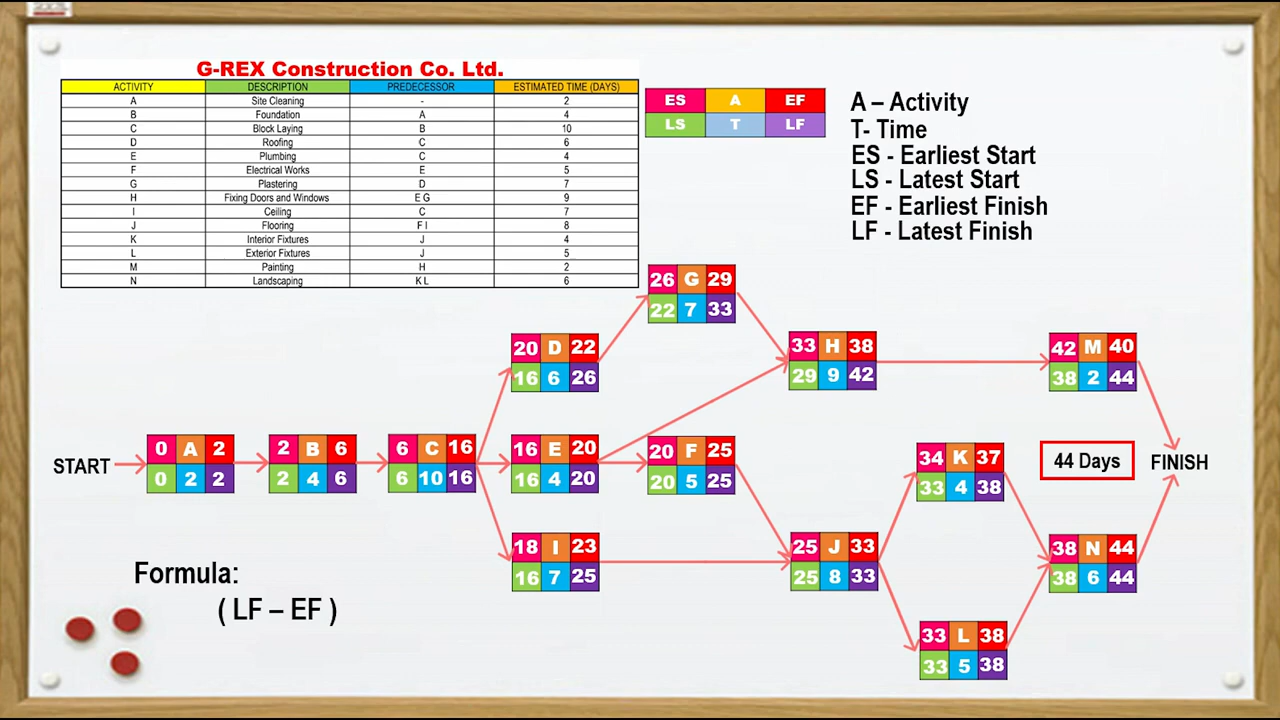 G-REX Construction Co. Ltd.
ACTIVITY DESCRIPTION PREDECESSOR ESTIMATED TIME (DAYS)
A Site Cleaning - 2
B Foundation A 4
C Block Laying B 10
D Roofing C 6
E Plumbing C 4
F Electrical Works E 5
G Plastering D 7
H Fixing Doors and Windows E G 9
I Ceiling C 7
J Flooring F I 8
K Interior Fixtures J 4
L Exterior Fixtures J 5
M Painting H 2
N Landscaping K L 6
ES A EF
LS T LF
A – Activity
T- Time
ES - Earliest Start
LS - Latest Start
EF - Earliest Finish
LF - Latest Finish
26 G 29
22 7 33
20 D 22
16 6 26
33 H 38
29 9 42
42 M 40
38 2 44
START
0 A 2
0 2 2
2 B 6
2 4 6
6 C 16
6 10 16
16 E 20
16 4 20
20 F 25
20 5 25
34 K 37
33 4 38
44 Days
FINISH
18 I 23
16 7 25
25 J 33
25 8 33
38 N 44
38 6 44
33 L 38
33 5 38
Formula:
( LF – EF )